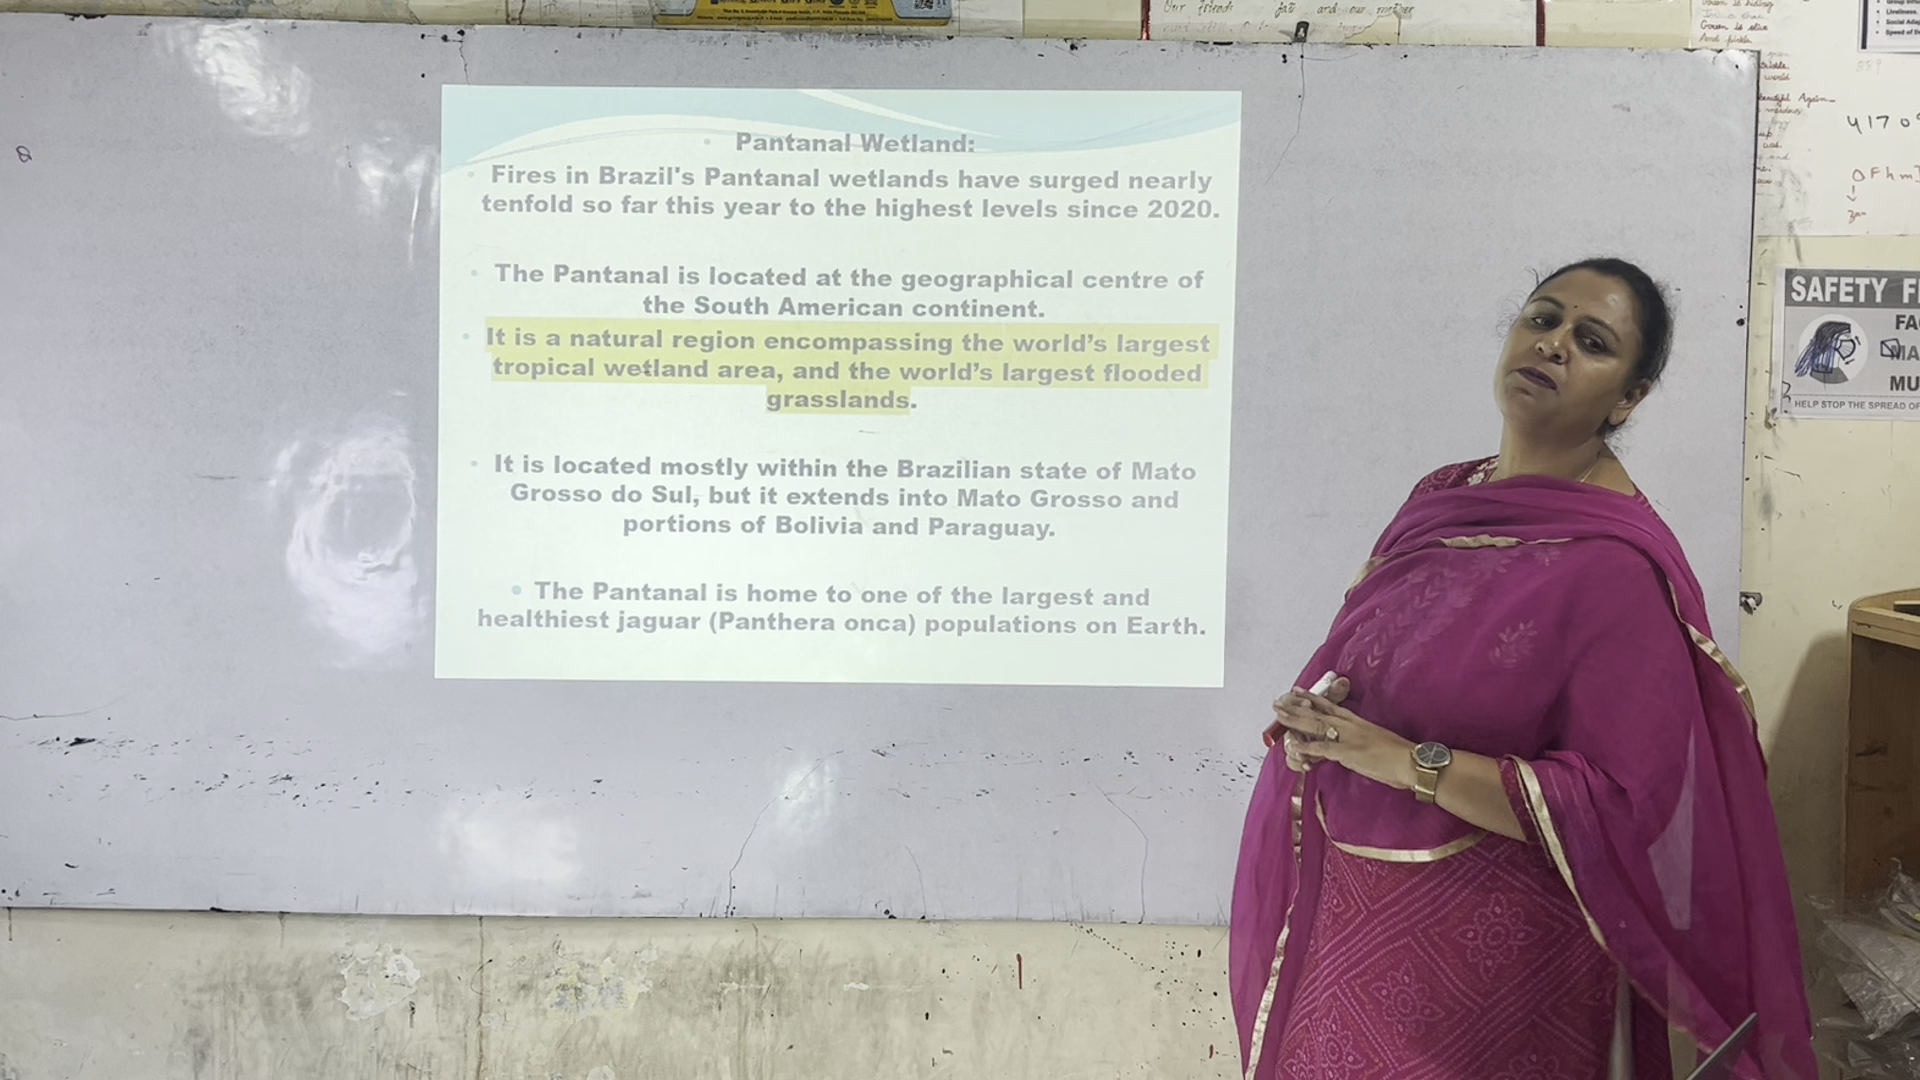 Our friends
and our mother
Pantanal Wetland:
Fires in Brazil's Pantanal wetlands have surged nearly
tenfold so far this year to the highest levels since 2020.
The Pantanal is located at the geographical centre of
the South American continent.
It is a natural region encompassing the world's largest
tropical wetland area, and the world's largest flooded
grasslands.
It is located mostly within the Brazilian state of Mato
Grosso do Sul, but it extends into Mato Grosso and
portions of Bolivia and Paraguay.
The Pantanal is home to one of the largest and
healthiest jaguar (Panthera onca) populations on Earth.
SAFETY
HELP STOP THE SPREAD OF